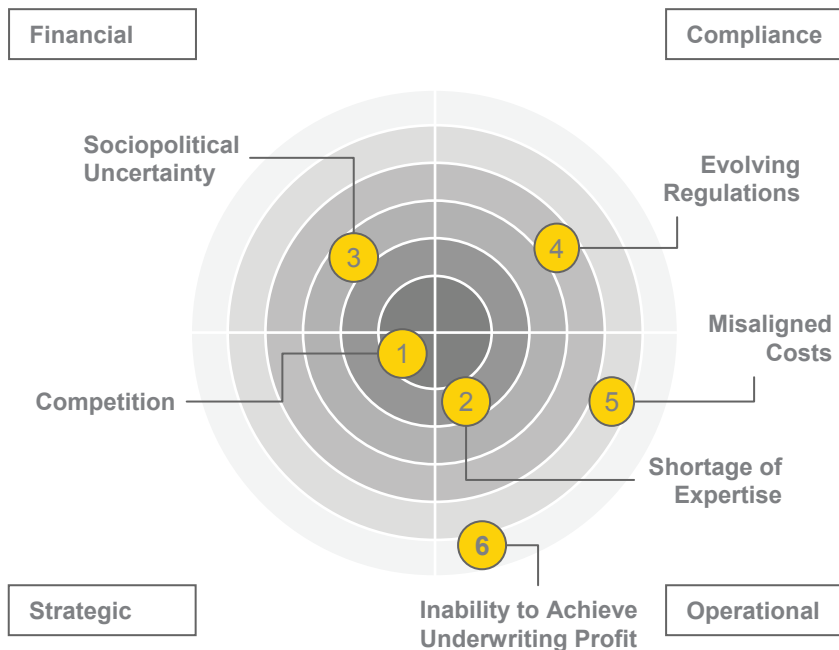 Financial
Compliance
Sociopolitical
Uncertainty
Evolving
Regulations
3
4
Misaligned
Costs
1
Competition
2
5
Shortage of
Expertise
6
Strategic
Inability to Achieve
Underwriting Profit
Operational